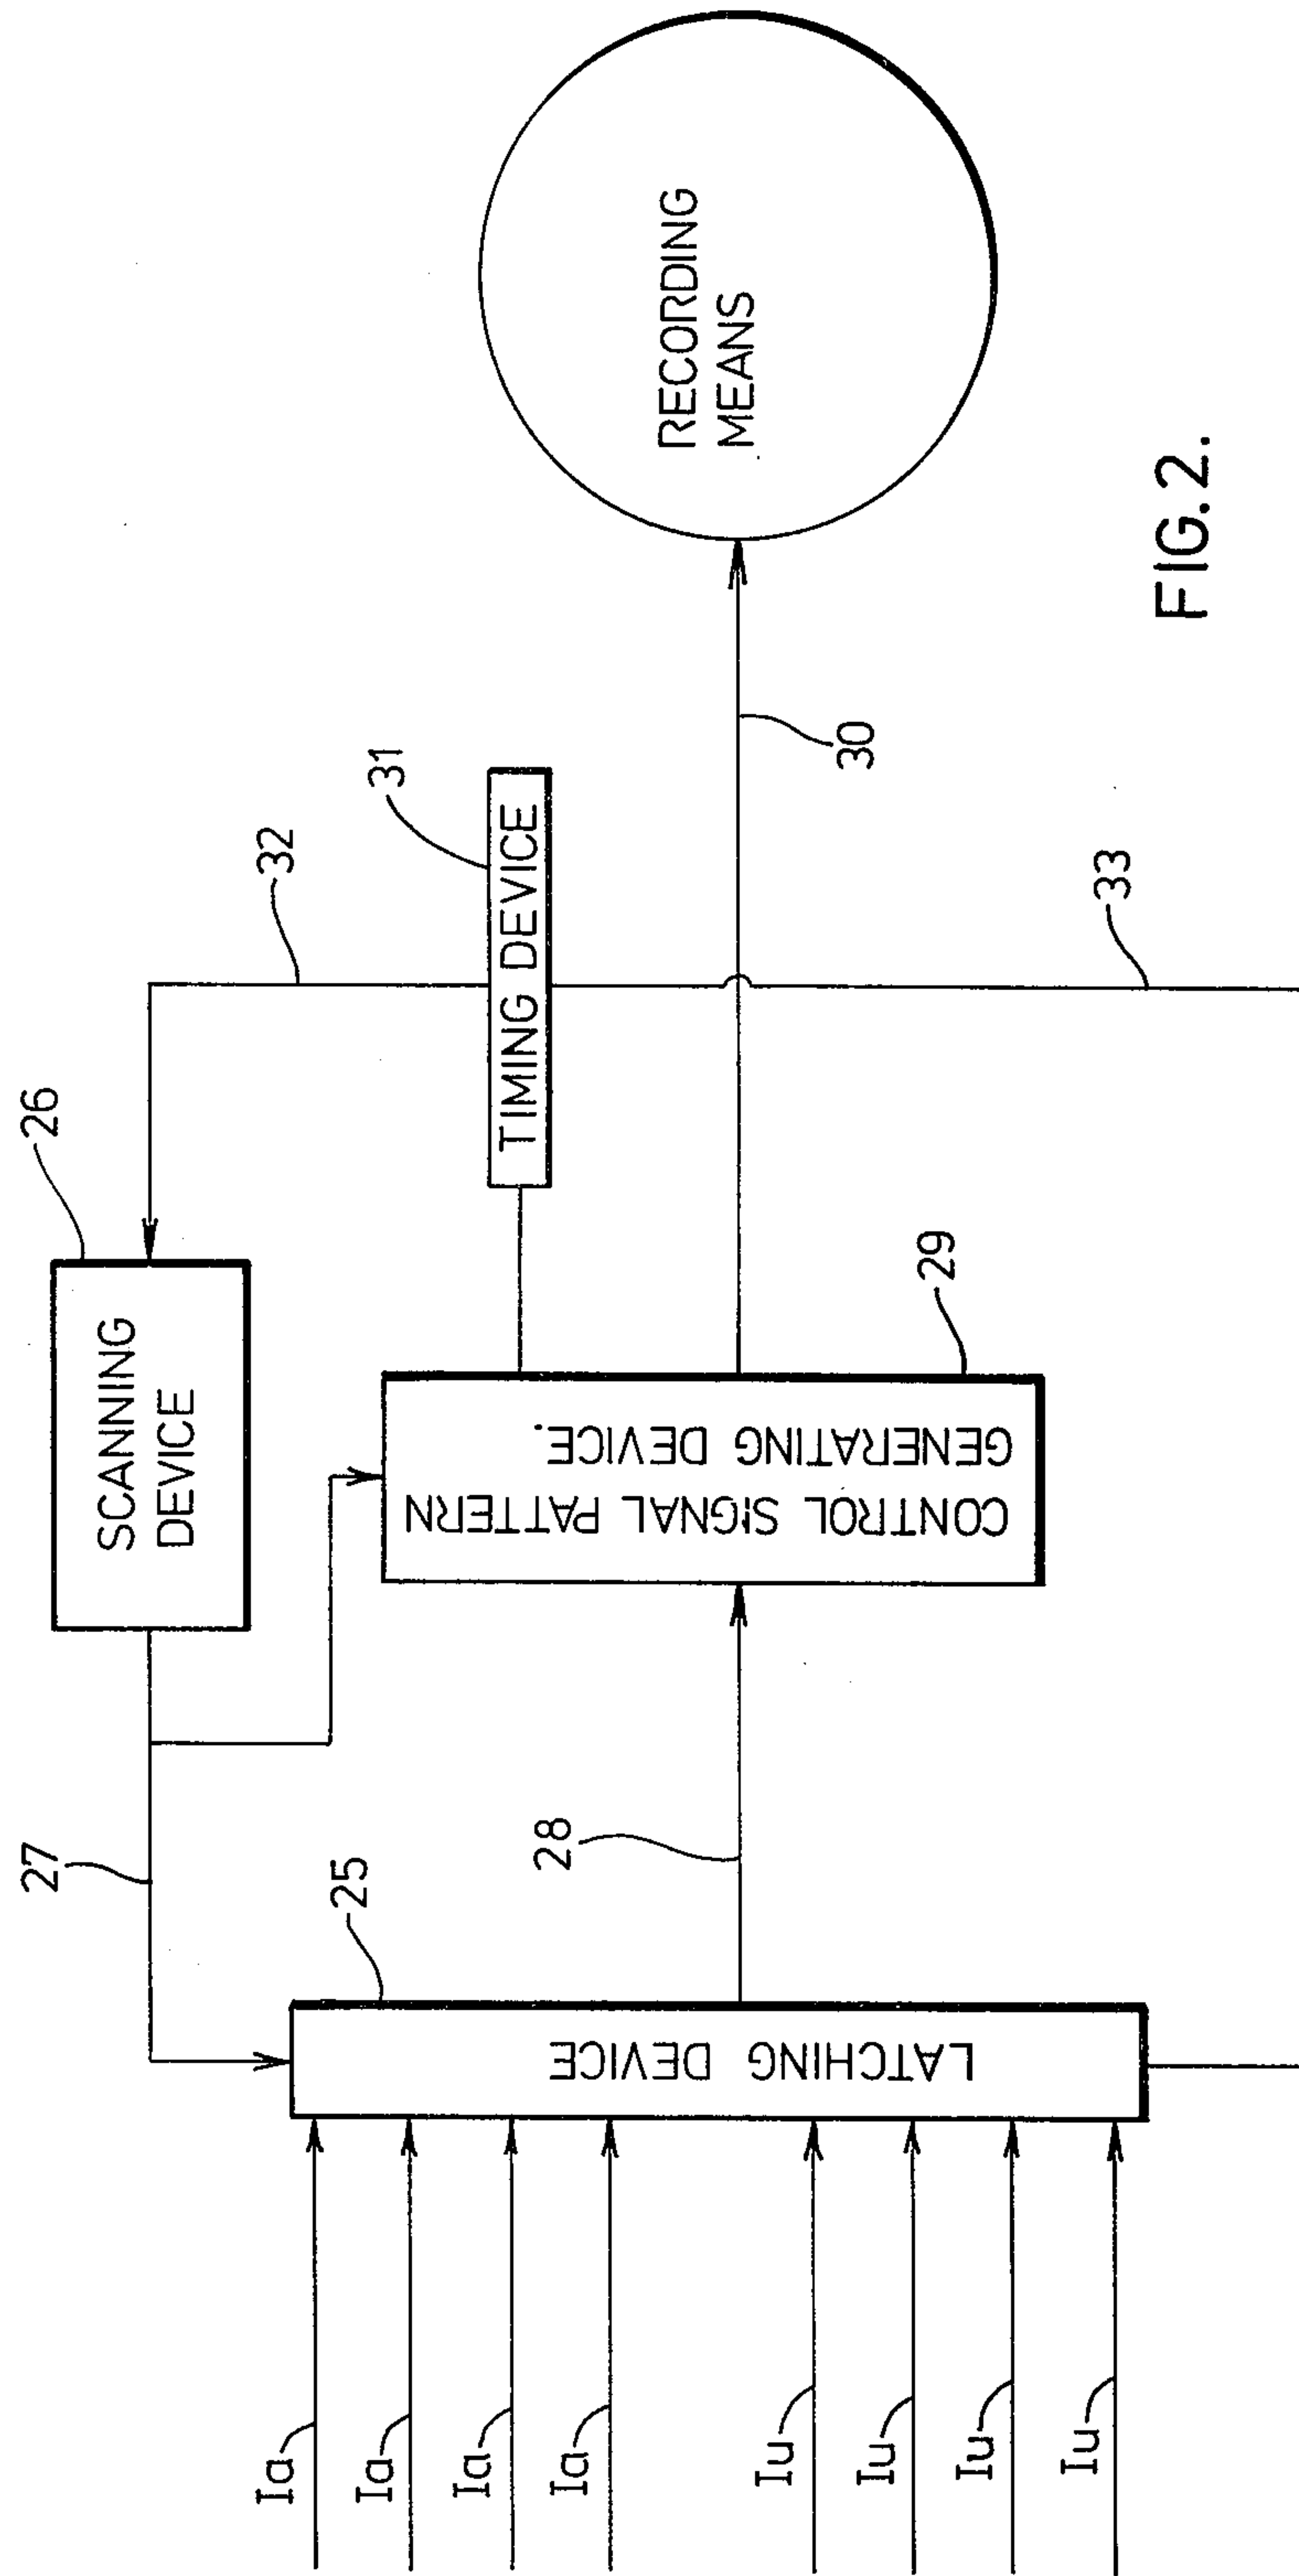 26
SCANNING
DEVICE
32
27
31
TIMING DEVICE
25
LATCHING DEVICE
28
CONTROL SIGNAL PATTERN
GENERATING DEVICE.
29
30
RECORDING
MEANS
33
Ia
Ia
Ia
Ia
Iu
Iu
Iu
Iu
FIG. 2.